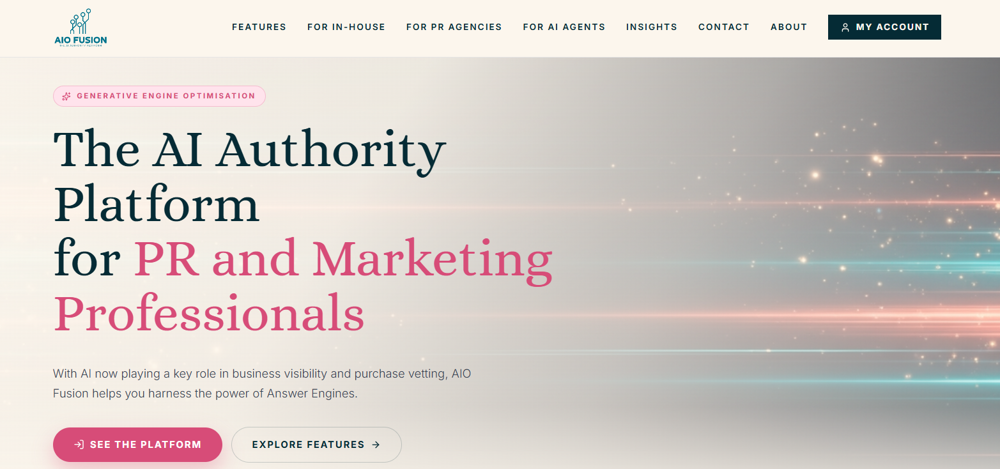 AIO FUSION
THE AI AUTHORITY PLATFORM
FEATURES
FOR IN-HOUSE
FOR PR AGENCIES
FOR AI AGENTS
INSIGHTS
CONTACT
ABOUT
MY ACCOUNT
GENERATIVE ENGINE OPTIMISATION
The AI Authority
Platform
for PR and Marketing
Professionals
With AI now playing a key role in business visibility and purchase vetting, AIO
Fusion helps you harness the power of Answer Engines.
SEE THE PLATFORM
EXPLORE FEATURES